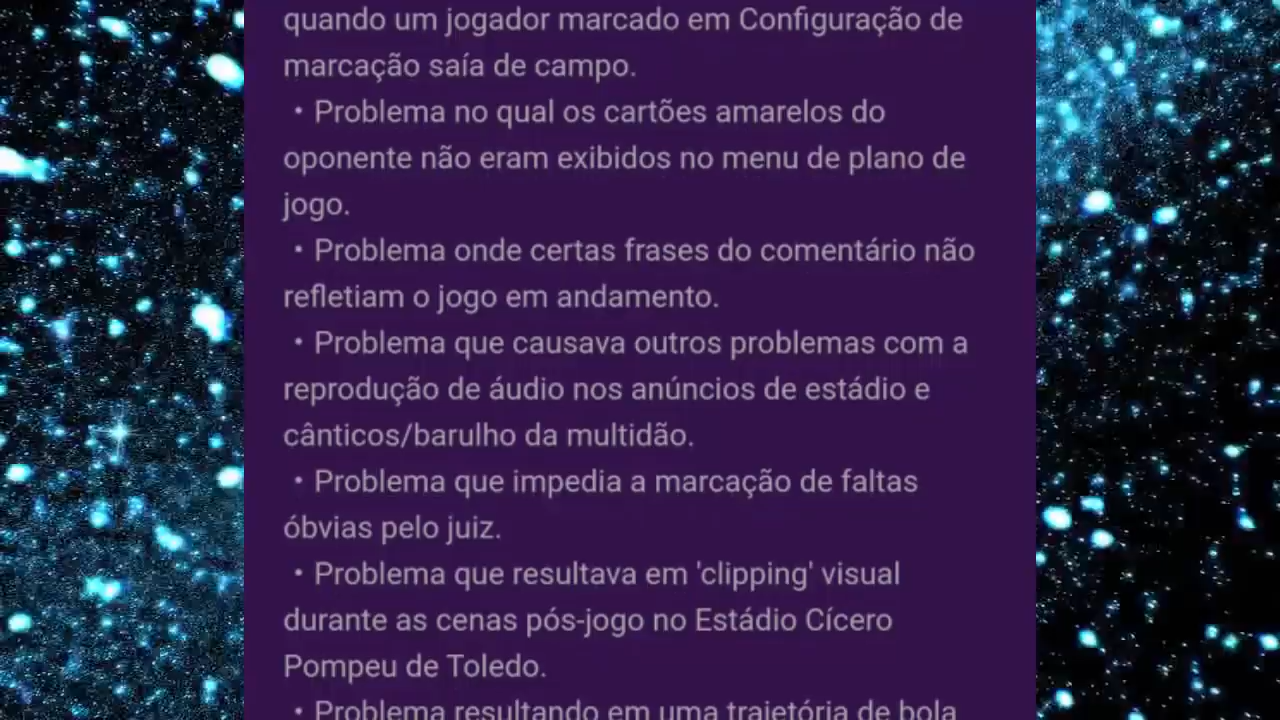 quando um jogador marcado em Configuração de
marcação saía de campo.
• Problema no qual os cartões amarelos do
oponente não eram exibidos no menu de plano de
jogo.
• Problema onde certas frases do comentário não
refletiam o jogo em andamento.
• Problema que causava outros problemas com a
reprodução de áudio nos anúncios de estádio e
cânticos/barulho da multidão.
• Problema que impedia a marcação de faltas
óbvias pelo juiz.
• Problema que resultava em 'clipping' visual
durante as cenas pós-jogo no Estádio Cícero
Pompeu de Toledo.
• Problema resultando em uma trajetória de bola